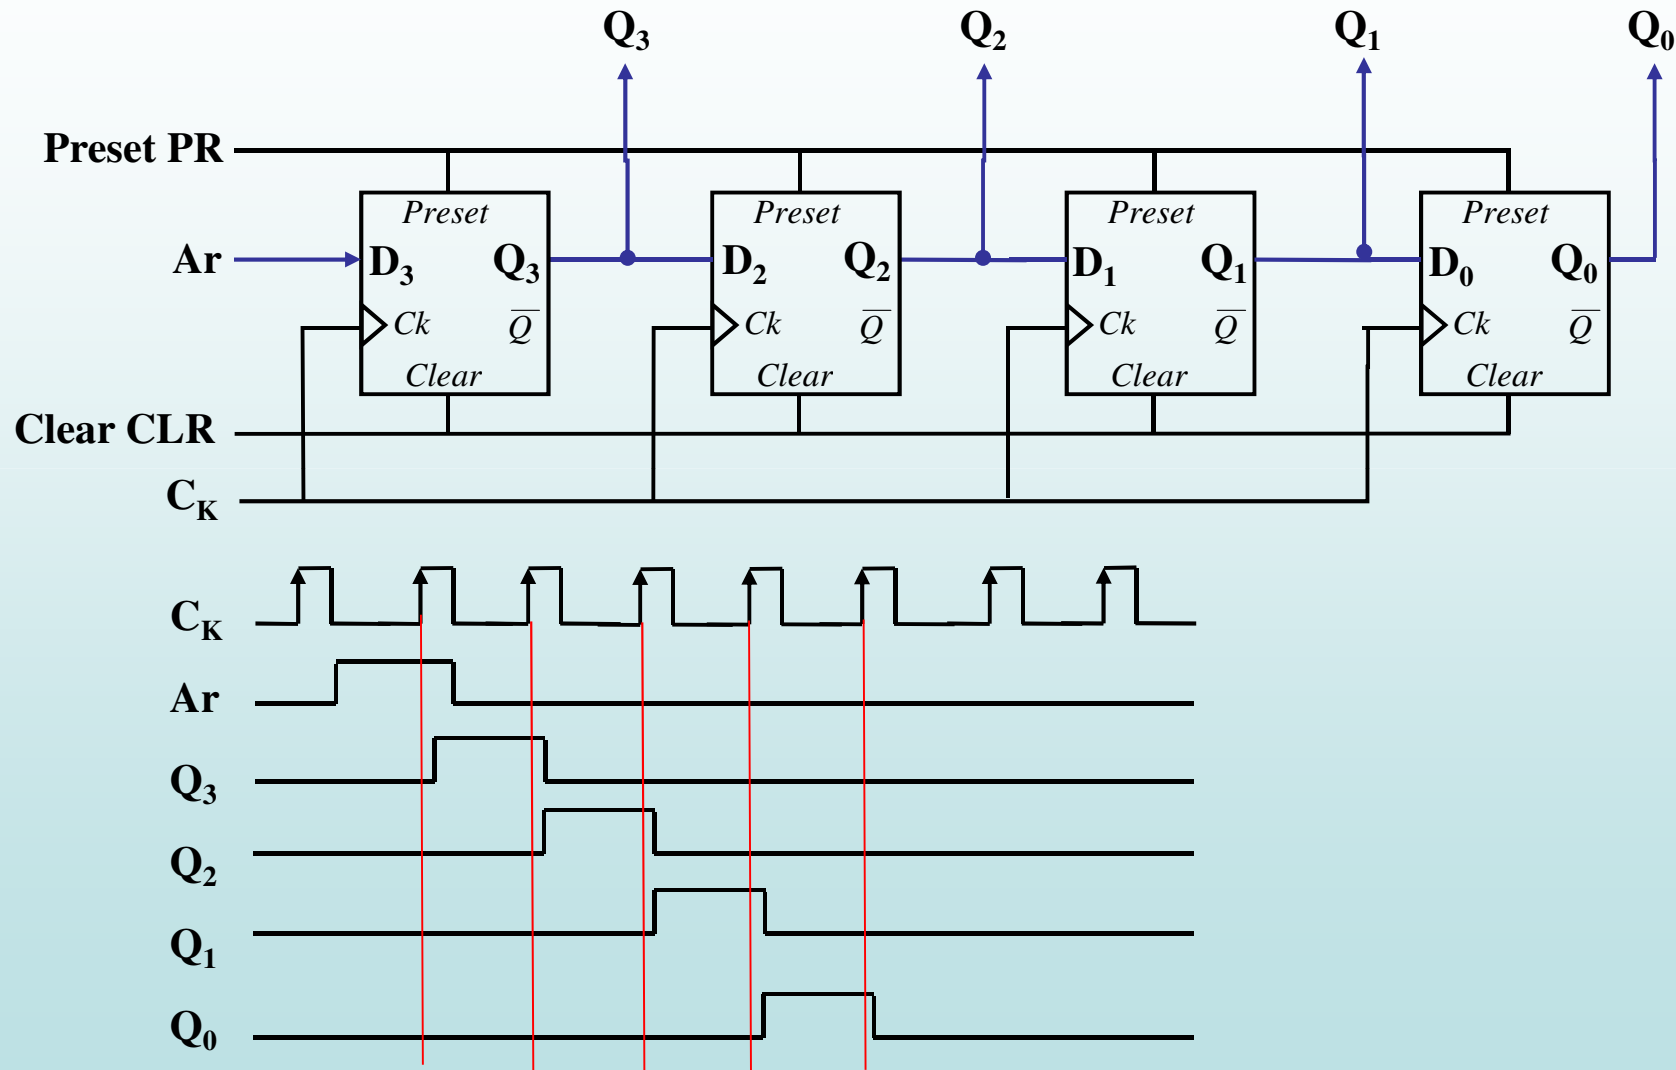 Q3 Q2 Q1 Q0
Preset PR
Preset Preset Preset Preset
Ar D3 Q3 D2 Q2 D1 Q1 D0 Q0
Ck Q̅ Ck Q̅ Ck Q̅ Ck Q̅
Clear Clear Clear Clear
Clear CLR
CK
CK
Ar
Q3
Q2
Q1
Q0